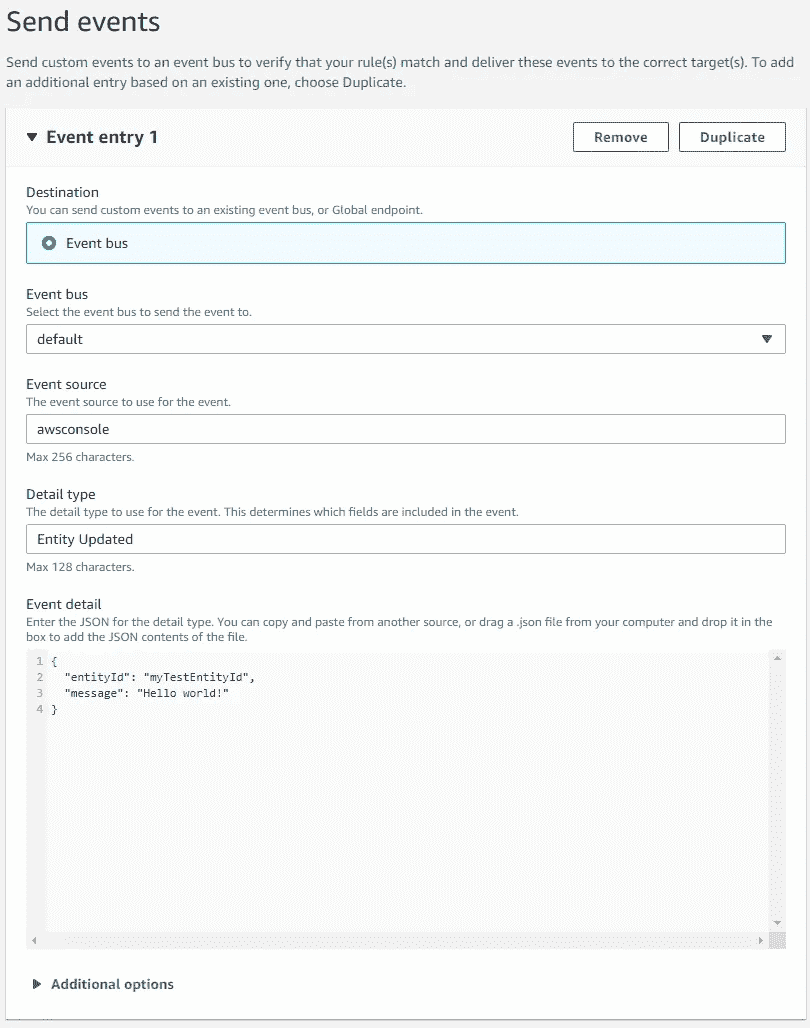 Send events
Send custom events to an event bus to verify that your rule(s) match and deliver these events to the correct target(s). To add
an additional entry based on an existing one, choose Duplicate.
Event entry 1
Remove
Duplicate
Destination
You can send custom events to an existing event bus, or Global endpoint.
Event bus
Event bus
Select the event bus to send the event to.
default
Event source
The event source to use for the event.
awsconsole
Max 256 characters.
Detail type
The detail type to use for the event. This determines which fields are included in the event.
Entity Updated
Max 128 characters.
Event detail
Enter the JSON for the detail type. You can copy and paste from another source, or drag a .json file from your computer and drop it in the
box to add the JSON contents of the file.
1 {
2 "entityId": "myTestEntityId",
3 "message": "Hello world!"
4 }
Additional options